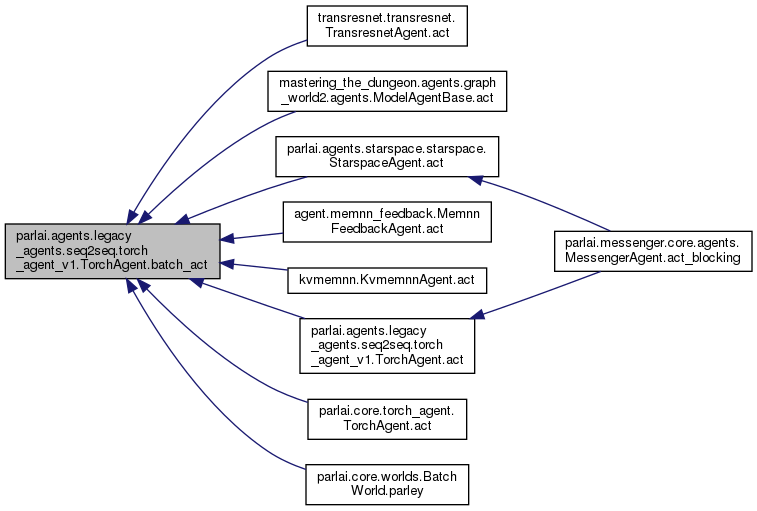 transresnet.transresnet.
TransresnetAgent.act
mastering_the_dungeon.agents.graph
_world2.agents.ModelAgentBase.act
parlai.agents.starspace.starspace.
StarspaceAgent.act
agent.memnn_feedback.Memnn
FeedbackAgent.act
parlai.agents.legacy
_agents.seq2seq.torch
_agent_v1.TorchAgent.batch_act
parlai.messenger.core.agents.
MessengerAgent.act_blocking
kvmemnn.KvmemnnAgent.act
parlai.agents.legacy
_agents.seq2seq.torch
_agent_v1.TorchAgent.act
parlai.core.torch_agent.
TorchAgent.act
parlai.core.worlds.Batch
World.parley